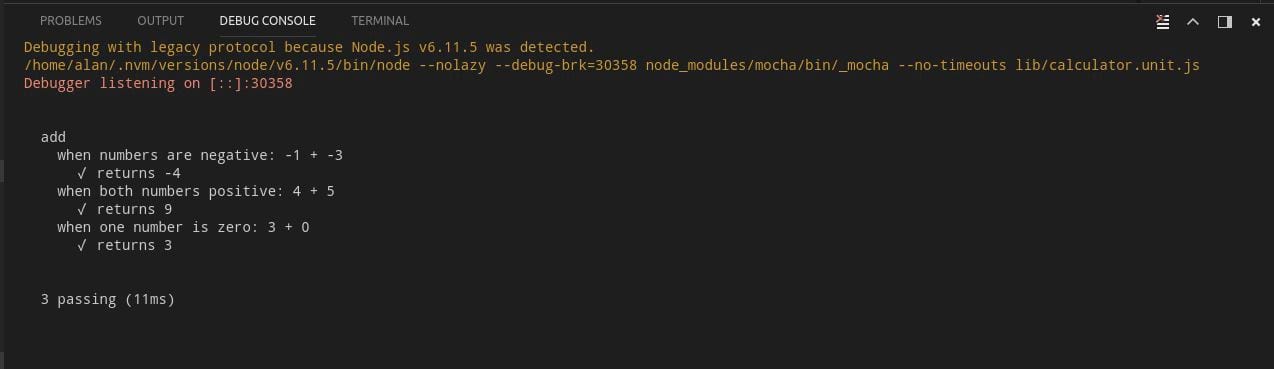 PROBLEMS OUTPUT DEBUG CONSOLE TERMINAL
Debugging with legacy protocol because Node.js v6.11.5 was detected.
/home/alan/.nvm/versions/node/v6.11.5/bin/node --nolazy --debug-brk=30358 node_modules/mocha/bin/_mocha --no-timeouts lib/calculator.unit.js
Debugger listening on [::]:30358
add
when numbers are negative: -1 + -3
√ returns -4
when both numbers positive: 4 + 5
√ returns 9
when one number is zero: 3 + 0
√ returns 3
3 passing (11ms)